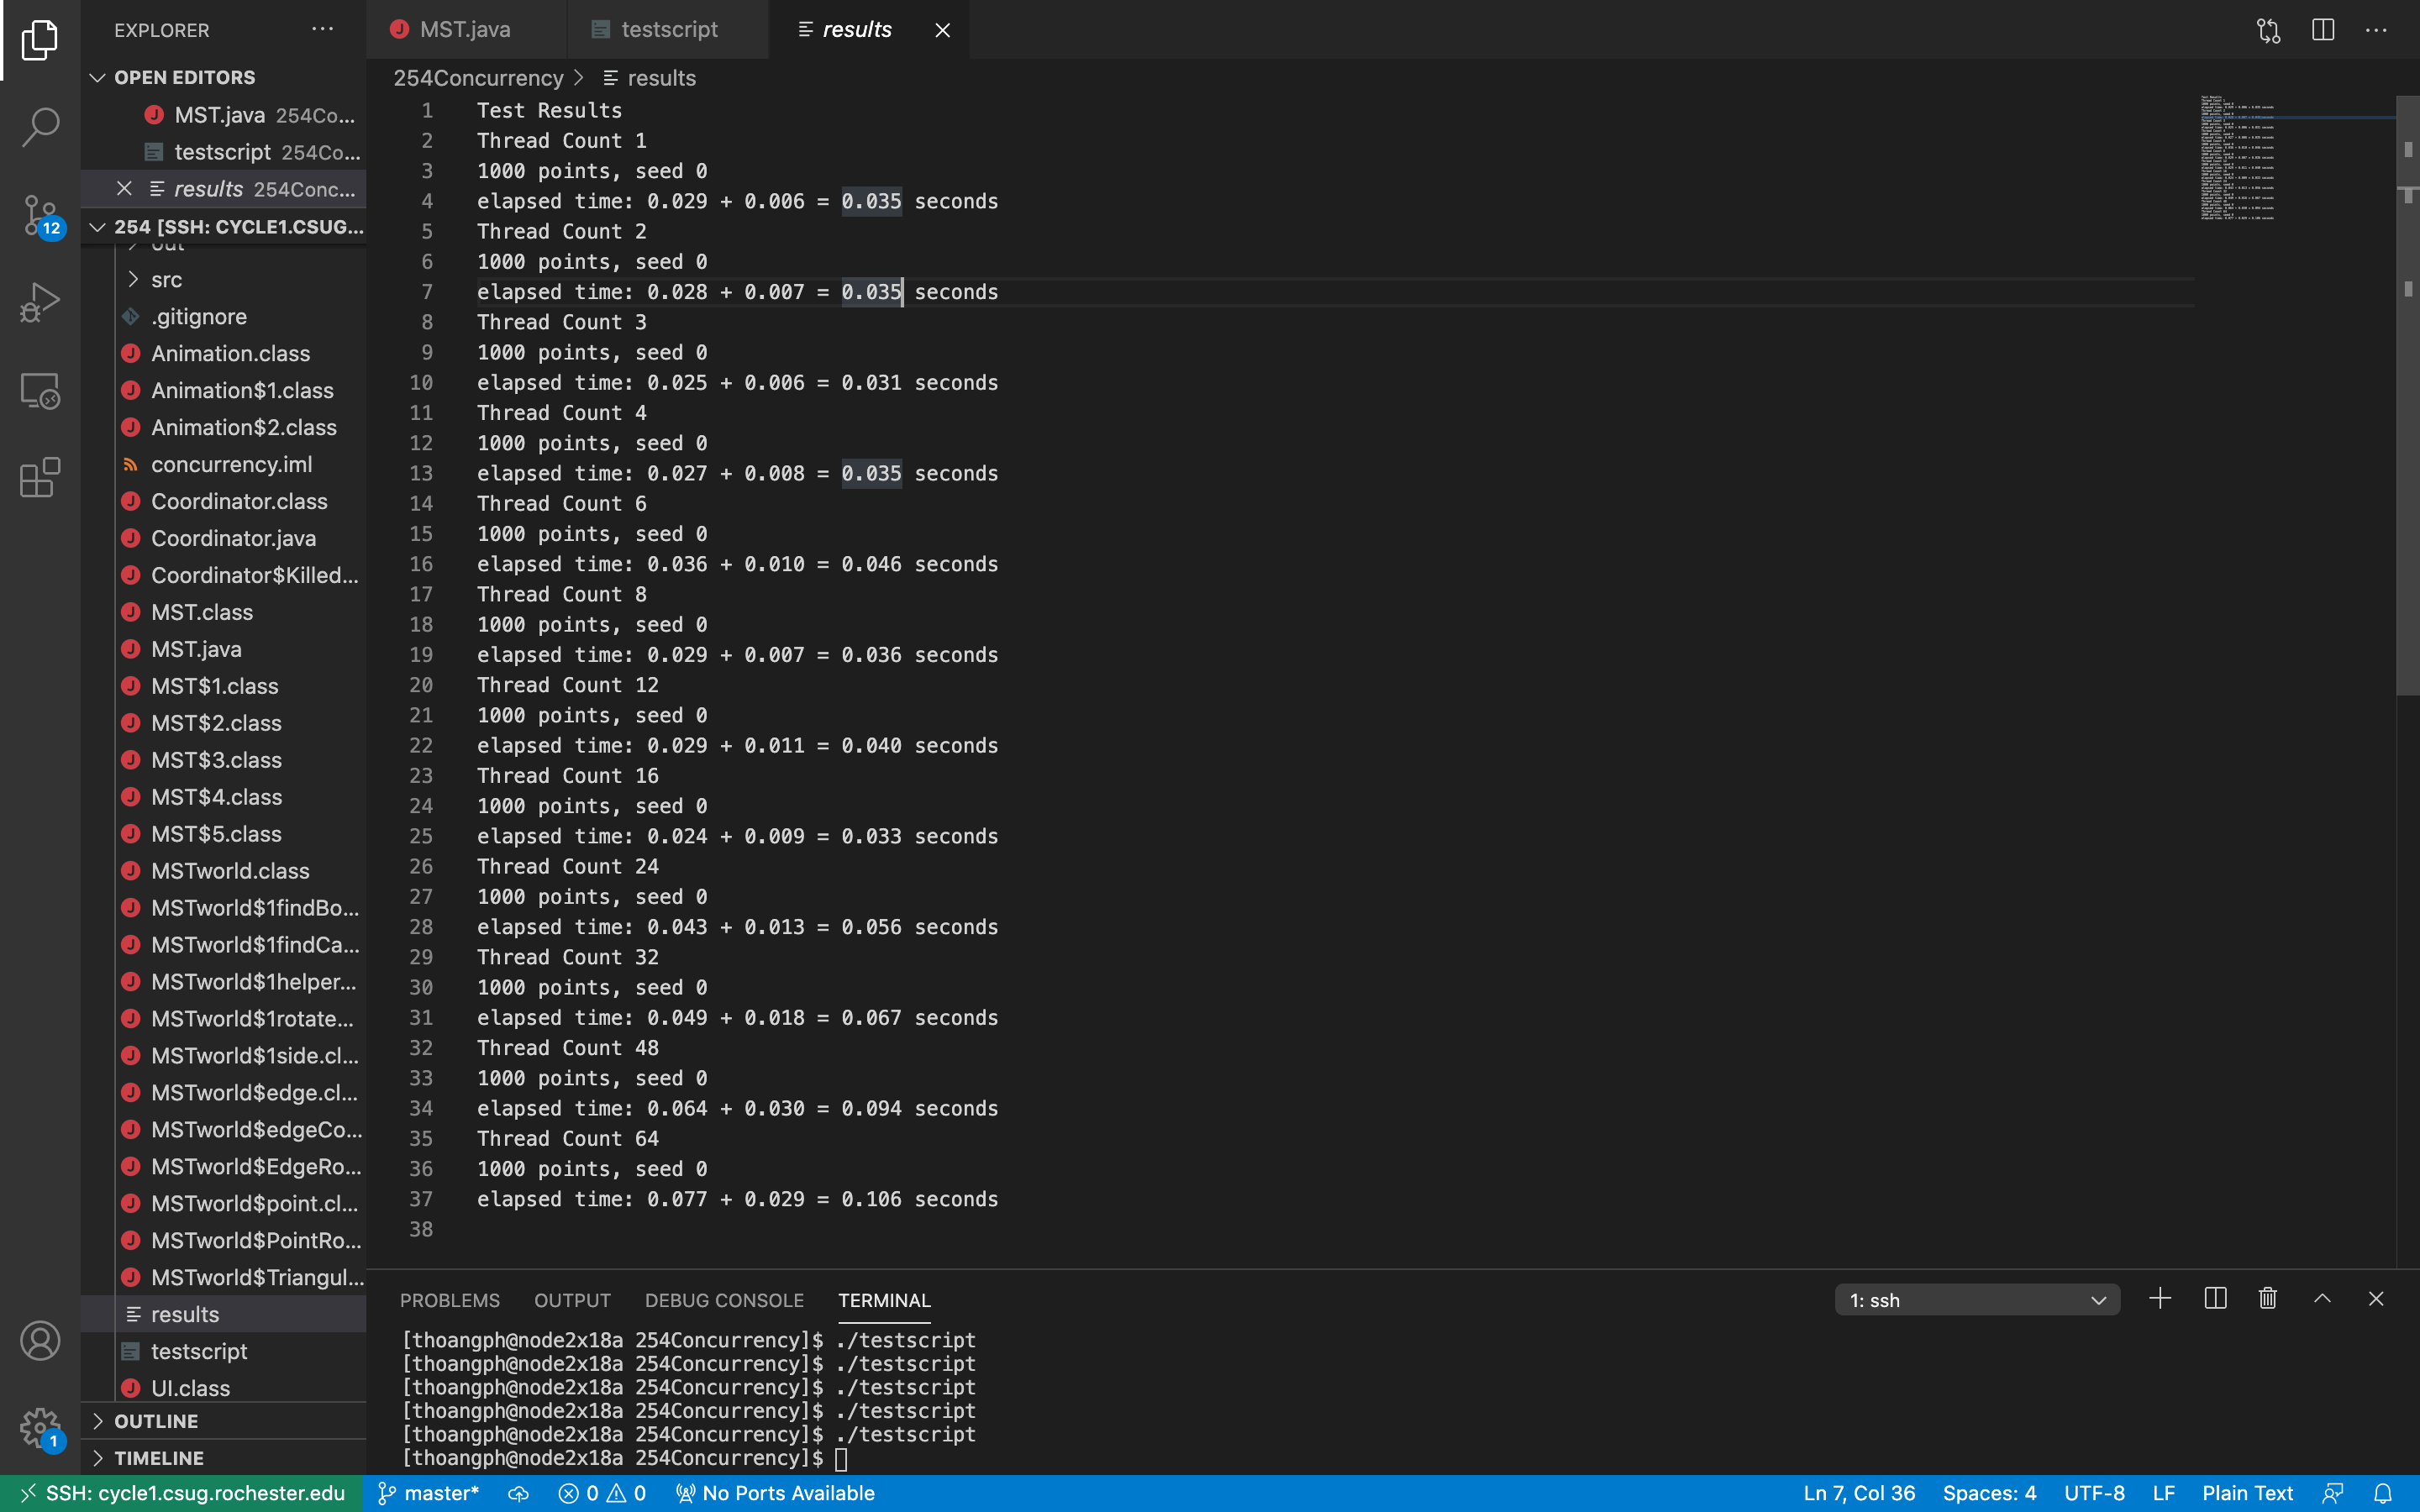 EXPLORER
OPEN EDITORS
MST.java 254Co...
testscript 254Co...
results 254Conc...
254 [SSH: CYCLE1.CSUG...
out
src
.gitignore
Animation.class
Animation$1.class
Animation$2.class
concurrency.iml
Coordinator.class
Coordinator.java
Coordinator$Killed...
MST.class
MST.java
MST$1.class
MST$2.class
MST$3.class
MST$4.class
MST$5.class
MSTworld.class
MSTworld$1findBo...
MSTworld$1findCa...
MSTworld$1helper...
MSTworld$1rotate...
MSTworld$1side.cl...
MSTworld$edge.cl...
MSTworld$edgeCo...
MSTworld$EdgeRo...
MSTworld$point.cl...
MSTworld$PointRo...
MSTworld$Triangul...
results
testscript
UI.class
OUTLINE
TIMELINE
12
1
MST.java testscript results
254Concurrency > results
1 Test Results
2 Thread Count 1
3 1000 points, seed 0
4 elapsed time: 0.029 + 0.006 = 0.035 seconds
5 Thread Count 2
6 1000 points, seed 0
7 elapsed time: 0.028 + 0.007 = 0.035 seconds
8 Thread Count 3
9 1000 points, seed 0
10 elapsed time: 0.025 + 0.006 = 0.031 seconds
11 Thread Count 4
12 1000 points, seed 0
13 elapsed time: 0.027 + 0.008 = 0.035 seconds
14 Thread Count 6
15 1000 points, seed 0
16 elapsed time: 0.036 + 0.010 = 0.046 seconds
17 Thread Count 8
18 1000 points, seed 0
19 elapsed time: 0.029 + 0.007 = 0.036 seconds
20 Thread Count 12
21 1000 points, seed 0
22 elapsed time: 0.029 + 0.011 = 0.040 seconds
23 Thread Count 16
24 1000 points, seed 0
25 elapsed time: 0.024 + 0.009 = 0.033 seconds
26 Thread Count 24
27 1000 points, seed 0
28 elapsed time: 0.043 + 0.013 = 0.056 seconds
29 Thread Count 32
30 1000 points, seed 0
31 elapsed time: 0.049 + 0.018 = 0.067 seconds
32 Thread Count 48
33 1000 points, seed 0
34 elapsed time: 0.064 + 0.030 = 0.094 seconds
35 Thread Count 64
36 1000 points, seed 0
37 elapsed time: 0.077 + 0.029 = 0.106 seconds
38
PROBLEMS OUTPUT DEBUG CONSOLE TERMINAL 1: ssh
[thoangph@node2x18a 254Concurrency]$ ./testscript
[thoangph@node2x18a 254Concurrency]$ ./testscript
[thoangph@node2x18a 254Concurrency]$ ./testscript
[thoangph@node2x18a 254Concurrency]$ ./testscript
[thoangph@node2x18a 254Concurrency]$ ./testscript
[thoangph@node2x18a 254Concurrency]$
SSH: cycle1.csug.rochester.edu master* 0 0 No Ports Available Ln 7, Col 36 Spaces: 4 UTF-8 LF Plain Text